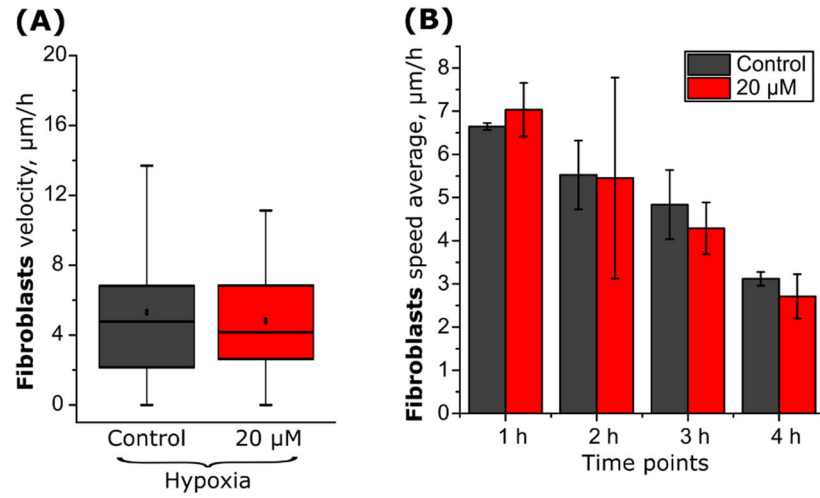 (A)
Fibroblasts velocity, µm/h
20
16
12
8
4
0
Control 20 µM
Hypoxia
(B)
Fibroblasts speed average, µm/h
8
7
6
5
4
3
2
1
0
Control
20 µM
1 h 2 h 3 h 4 h
Time points